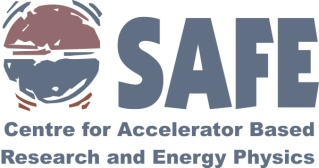 SAFE
Centre for Accelerator Based
Research and Energy Physics